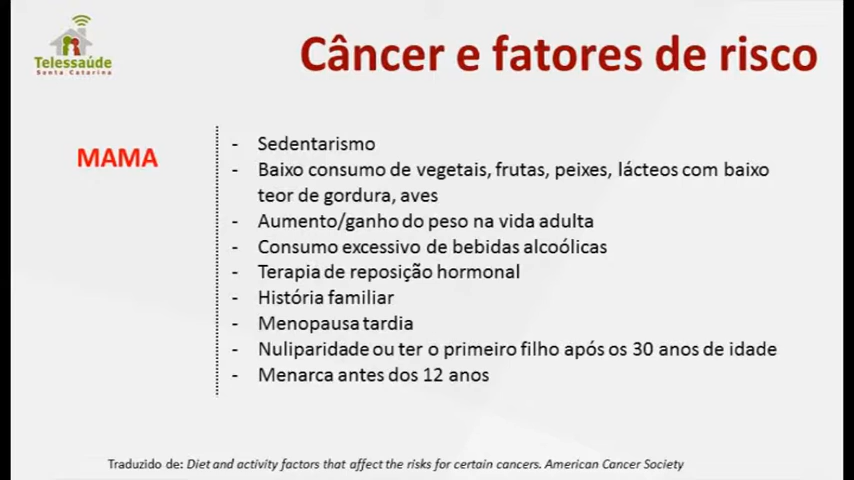 Telessaúde
Santa Catarina
Câncer e fatores de risco
MAMA
- Sedentarismo
- Baixo consumo de vegetais, frutas, peixes, lácteos com baixo
teor de gordura, aves
- Aumento/ganho do peso na vida adulta
- Consumo excessivo de bebidas alcoólicas
- Terapia de reposição hormonal
- História familiar
- Menopausa tardia
- Nuliparidade ou ter o primeiro filho após os 30 anos de idade
- Menarca antes dos 12 anos
Traduzido de: Diet and activity factors that affect the risks for certain cancers. American Cancer Society